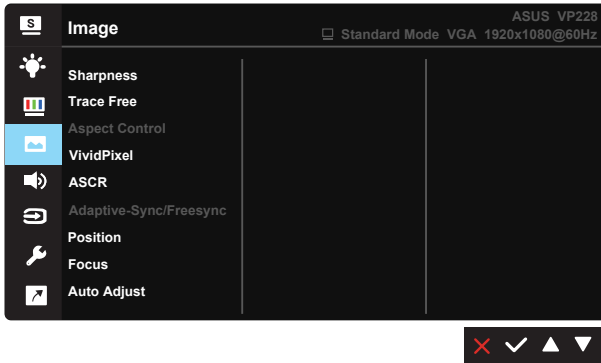 S
Image
ASUS VP228
Standard Mode VGA 1920x1080@60Hz
Sharpness
Trace Free
Aspect Control
VividPixel
ASCR
Adaptive-Sync/Freesync
Position
Focus
Auto Adjust